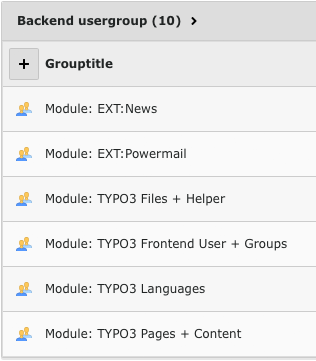 Backend usergroup (10)
Grouptitle
Module: EXT:News
Module: EXT:Powermail
Module: TYPO3 Files + Helper
Module: TYPO3 Frontend User + Groups
Module: TYPO3 Languages
Module: TYPO3 Pages + Content